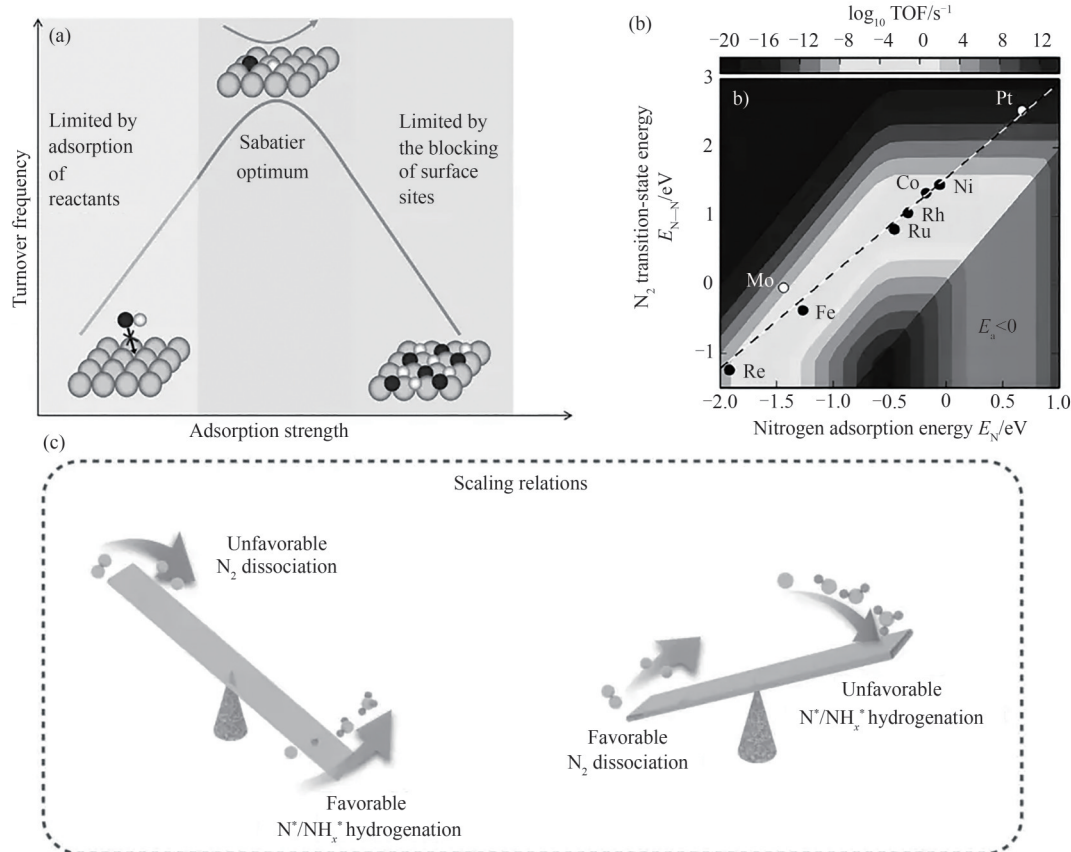 (a)
Turnover frequency
Limited by
adsorption
of
reactants
Sabatier
optimum
Limited by
the blocking
of surface
sites
Adsorption strength
(b)
log₁₀ TOF/s⁻¹
−20 −16 −12 −8 −4 0 2 4 8 12
b)
N₂ transition-state energy
E_N—N/eV
3
2
1
0
−1
Pt
Ni
Co
Rh
Ru
Mo
Fe
Re
Eₐ<0
−2.0 −1.5 −1.0 −0.5 0 0.5 1.0
Nitrogen adsorption energy E_N/eV
(c)
Scaling relations
Unfavorable
N₂ dissociation
Favorable
N*/NHₓ* hydrogenation
Favorable
N₂ dissociation
Unfavorable
N*/NHₓ* hydrogenation